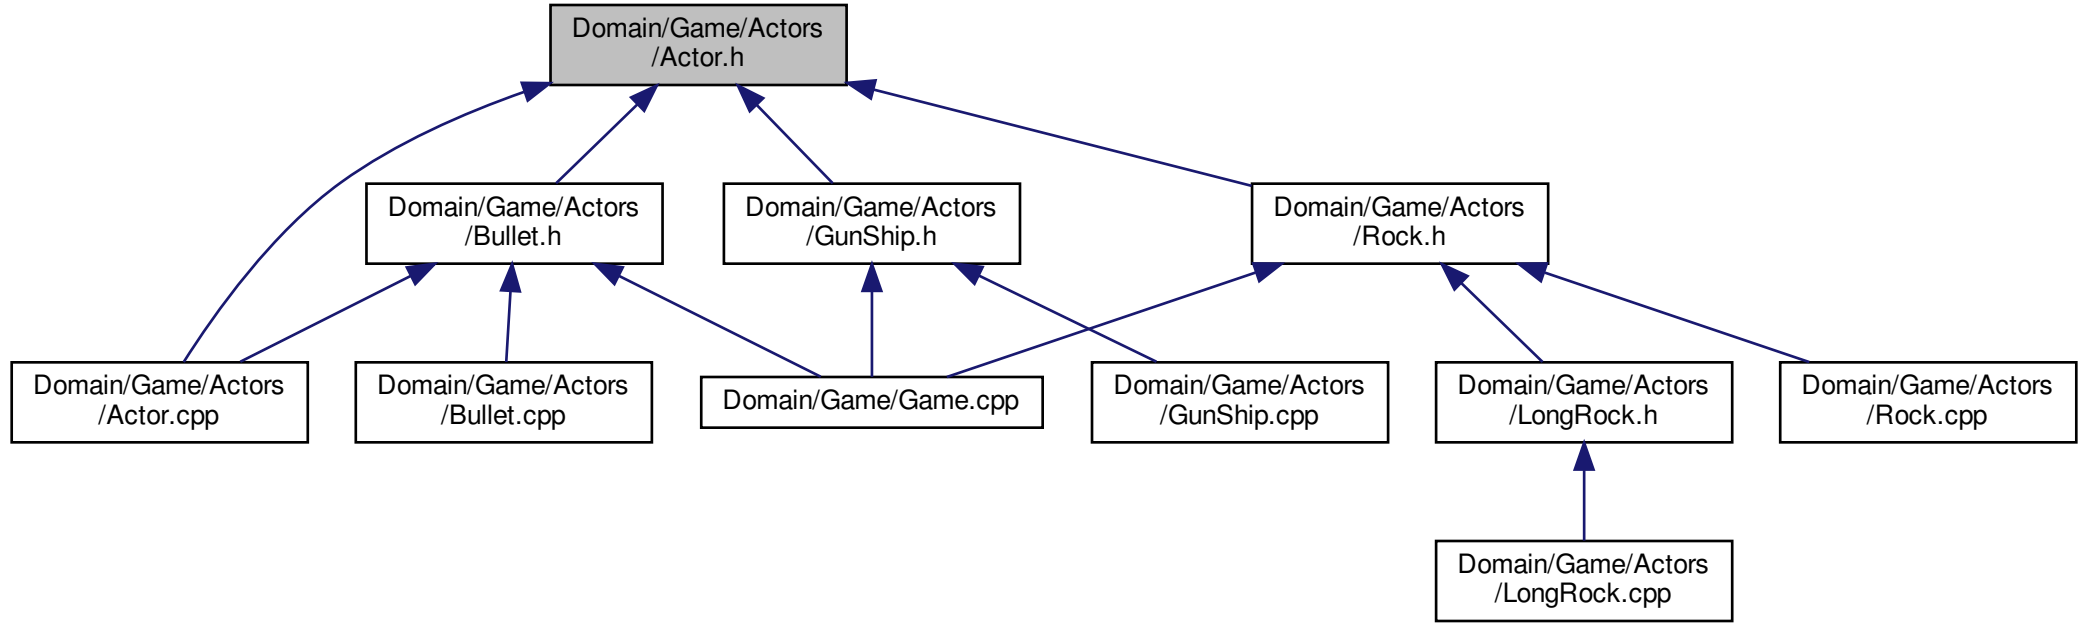 Domain/Game/Actors
/Actor.h
Domain/Game/Actors
/Bullet.h
Domain/Game/Actors
/GunShip.h
Domain/Game/Actors
/Rock.h
Domain/Game/Actors
/Actor.cpp
Domain/Game/Actors
/Bullet.cpp
Domain/Game/Game.cpp
Domain/Game/Actors
/GunShip.cpp
Domain/Game/Actors
/LongRock.h
Domain/Game/Actors
/Rock.cpp
Domain/Game/Actors
/LongRock.cpp